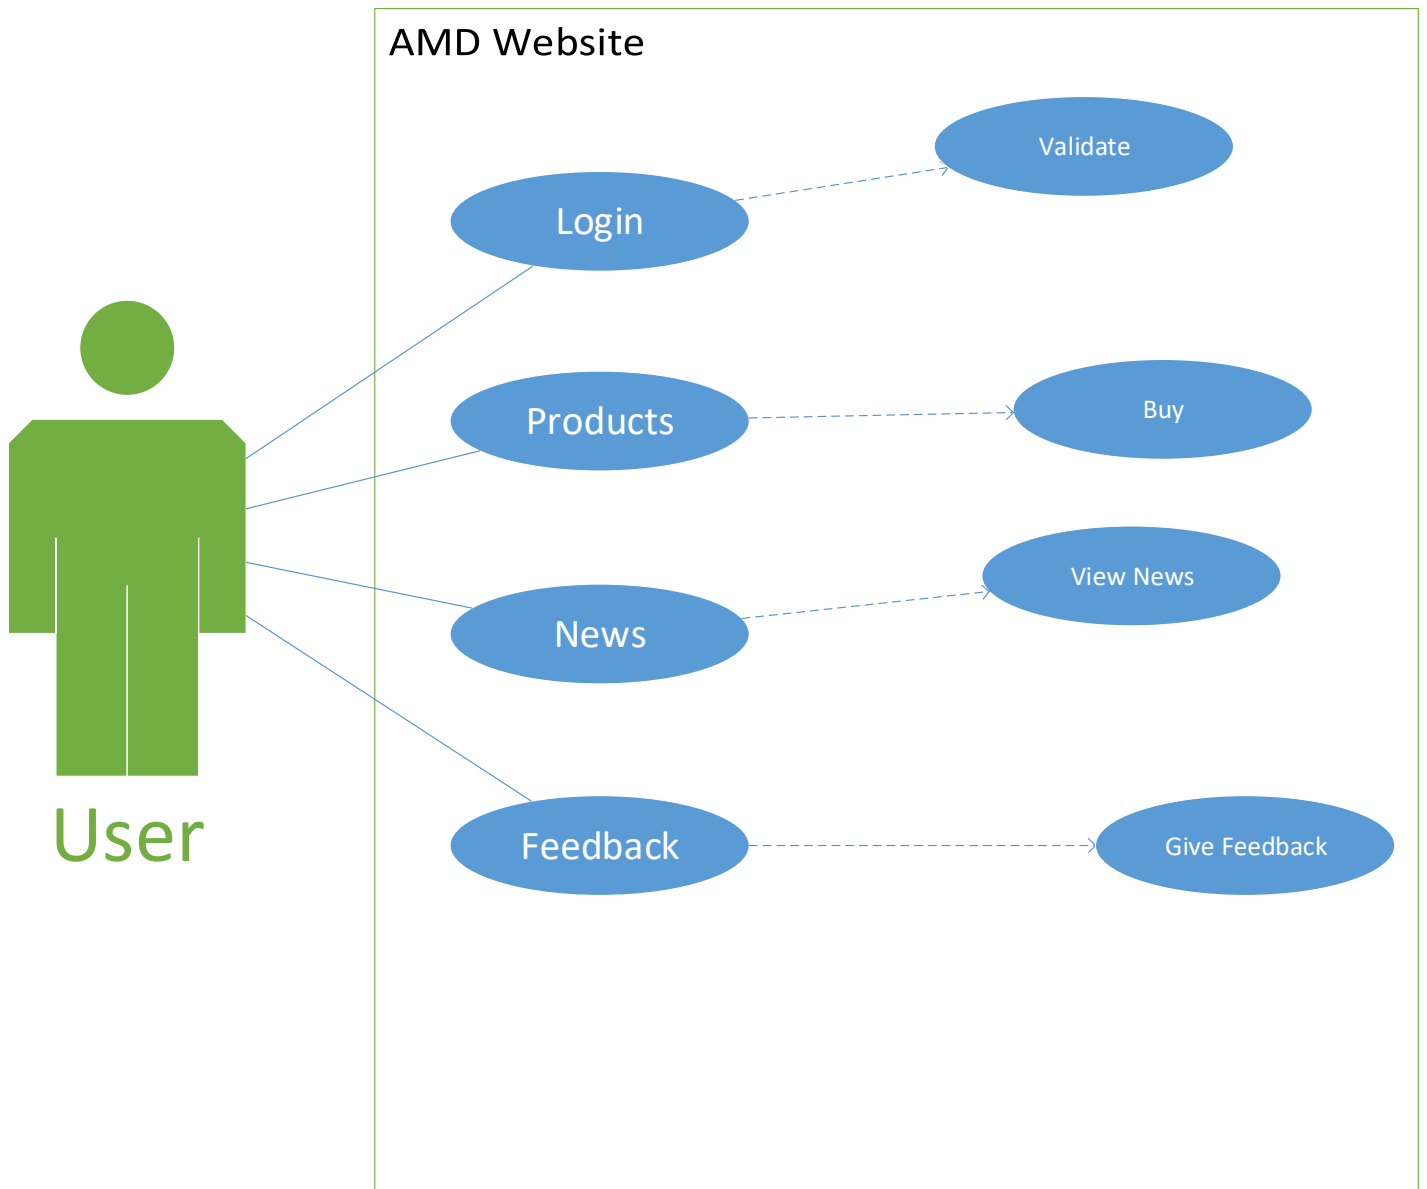 AMD Website
Validate
Login
Buy
Products
View News
News
User
Feedback
Give Feedback